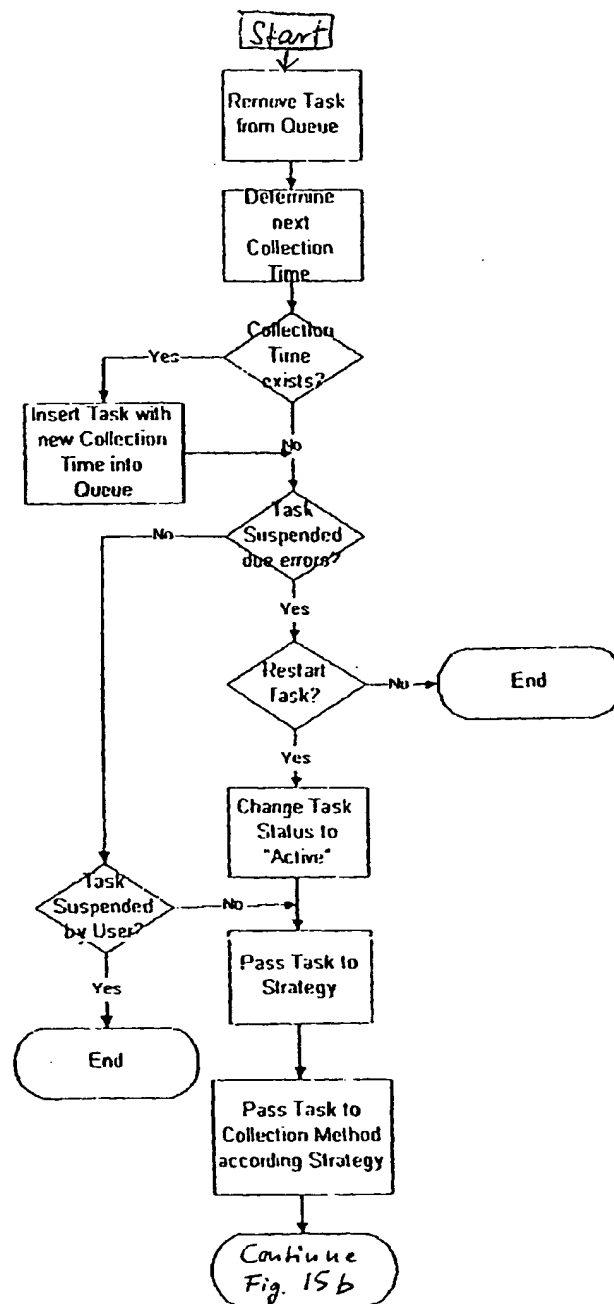 Start
Remove Task
from Queue
Determine
next
Collection
Time
Collection
Time
exists?
Yes
Insert Task with
new Collection
Time into
Queue
No
Task
Suspended
due errors?
No
Yes
Restart
Task?
No
End
Yes
Change Task
Status to
"Active"
Task
Suspended
by User?
No
Yes
End
Pass Task to
Strategy
Pass Task to
Collection Method
according Strategy
Continue
Fig. 15b